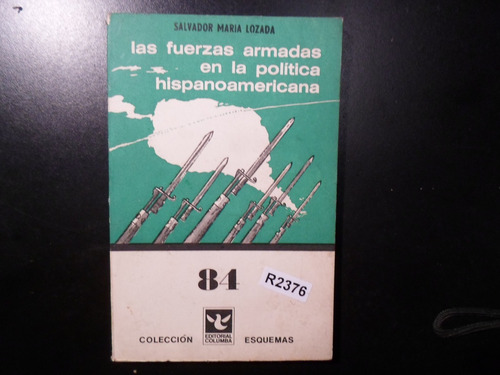 SALVADOR MARIA LOZADA
las fuerzas armadas
en la política
hispanoamericana
84
R2376
EDITORIAL
COLUMBA
COLECCIÓN ESQUEMAS